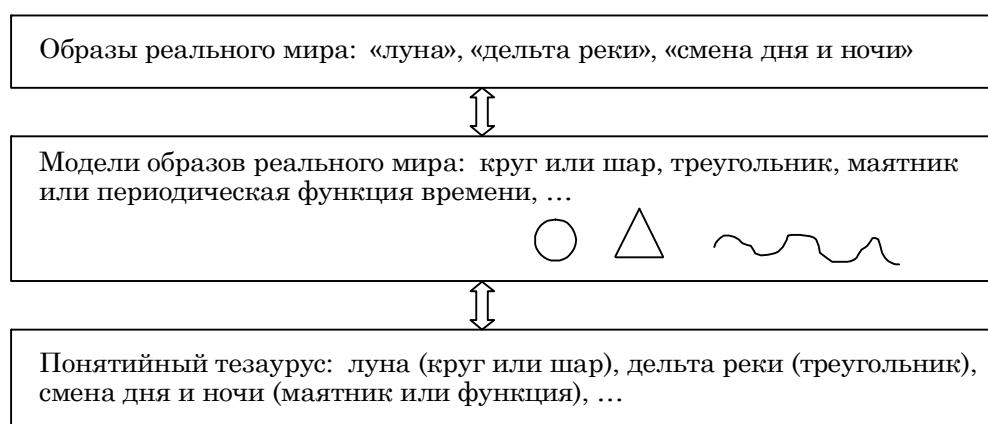 Образы реального мира: «луна», «дельта реки», «смена дня и ночи»
Модели образов реального мира: круг или шар, треугольник, маятник
или периодическая функция времени, …
Понятийный тезаурус: луна (круг или шар), дельта реки (треугольник),
смена дня и ночи (маятник или функция), …